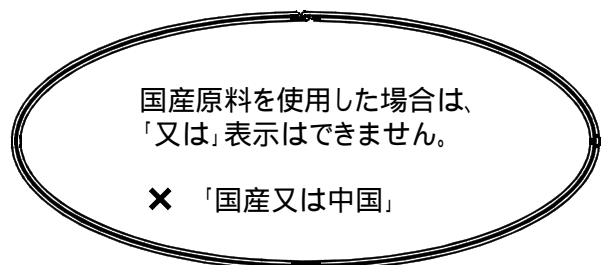 国産原料を使用した場合は、
「又は」表示はできません。
× 「国産又は中国」